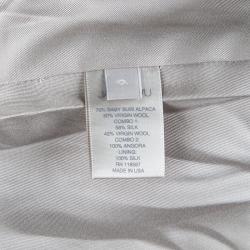 70% BABY SURI ALPACA
30% VIRGIN WOOL
COMBO 1:
58% SILK
42% VIRGIN WOOL
COMBO 2:
100% ANGORA
LINING:
100% SILK
RN 116597
MADE IN USA